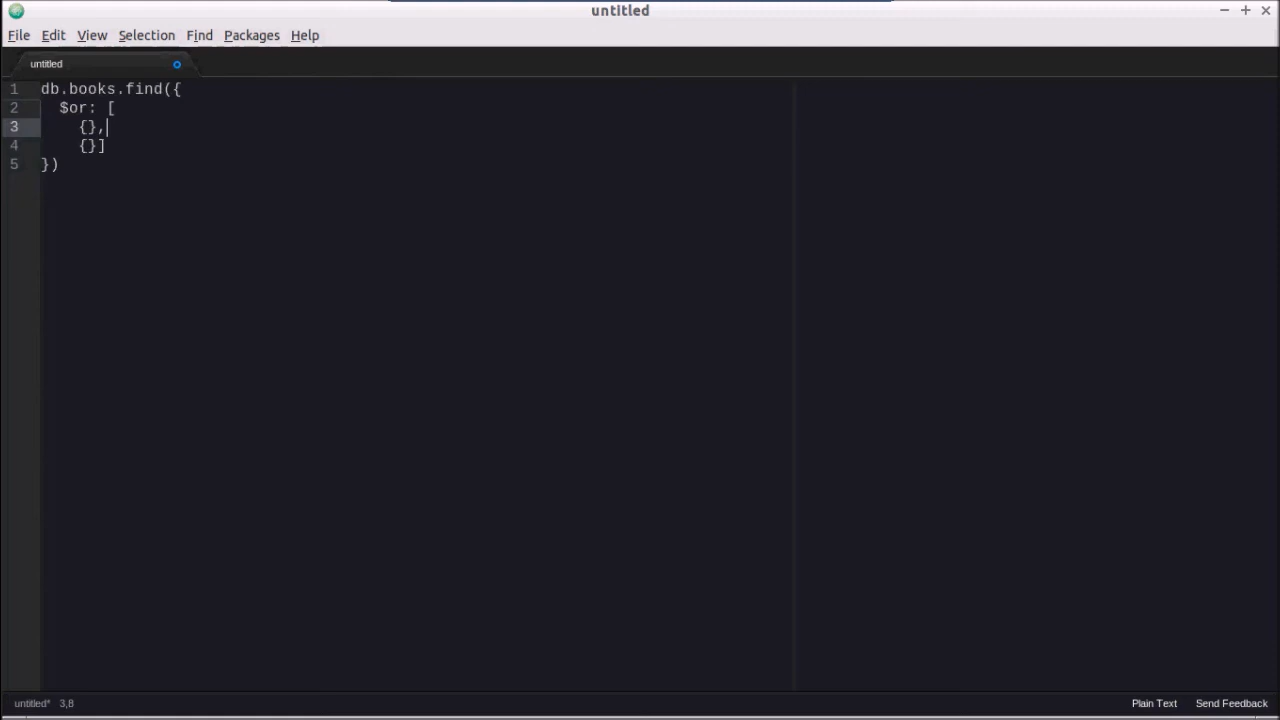 untitled
File Edit View Selection Find Packages Help
untitled
1 db.books.find({
2   $or: [
3     {},
4     {}]
5 })
untitled* 3,8 Plain Text Send Feedback